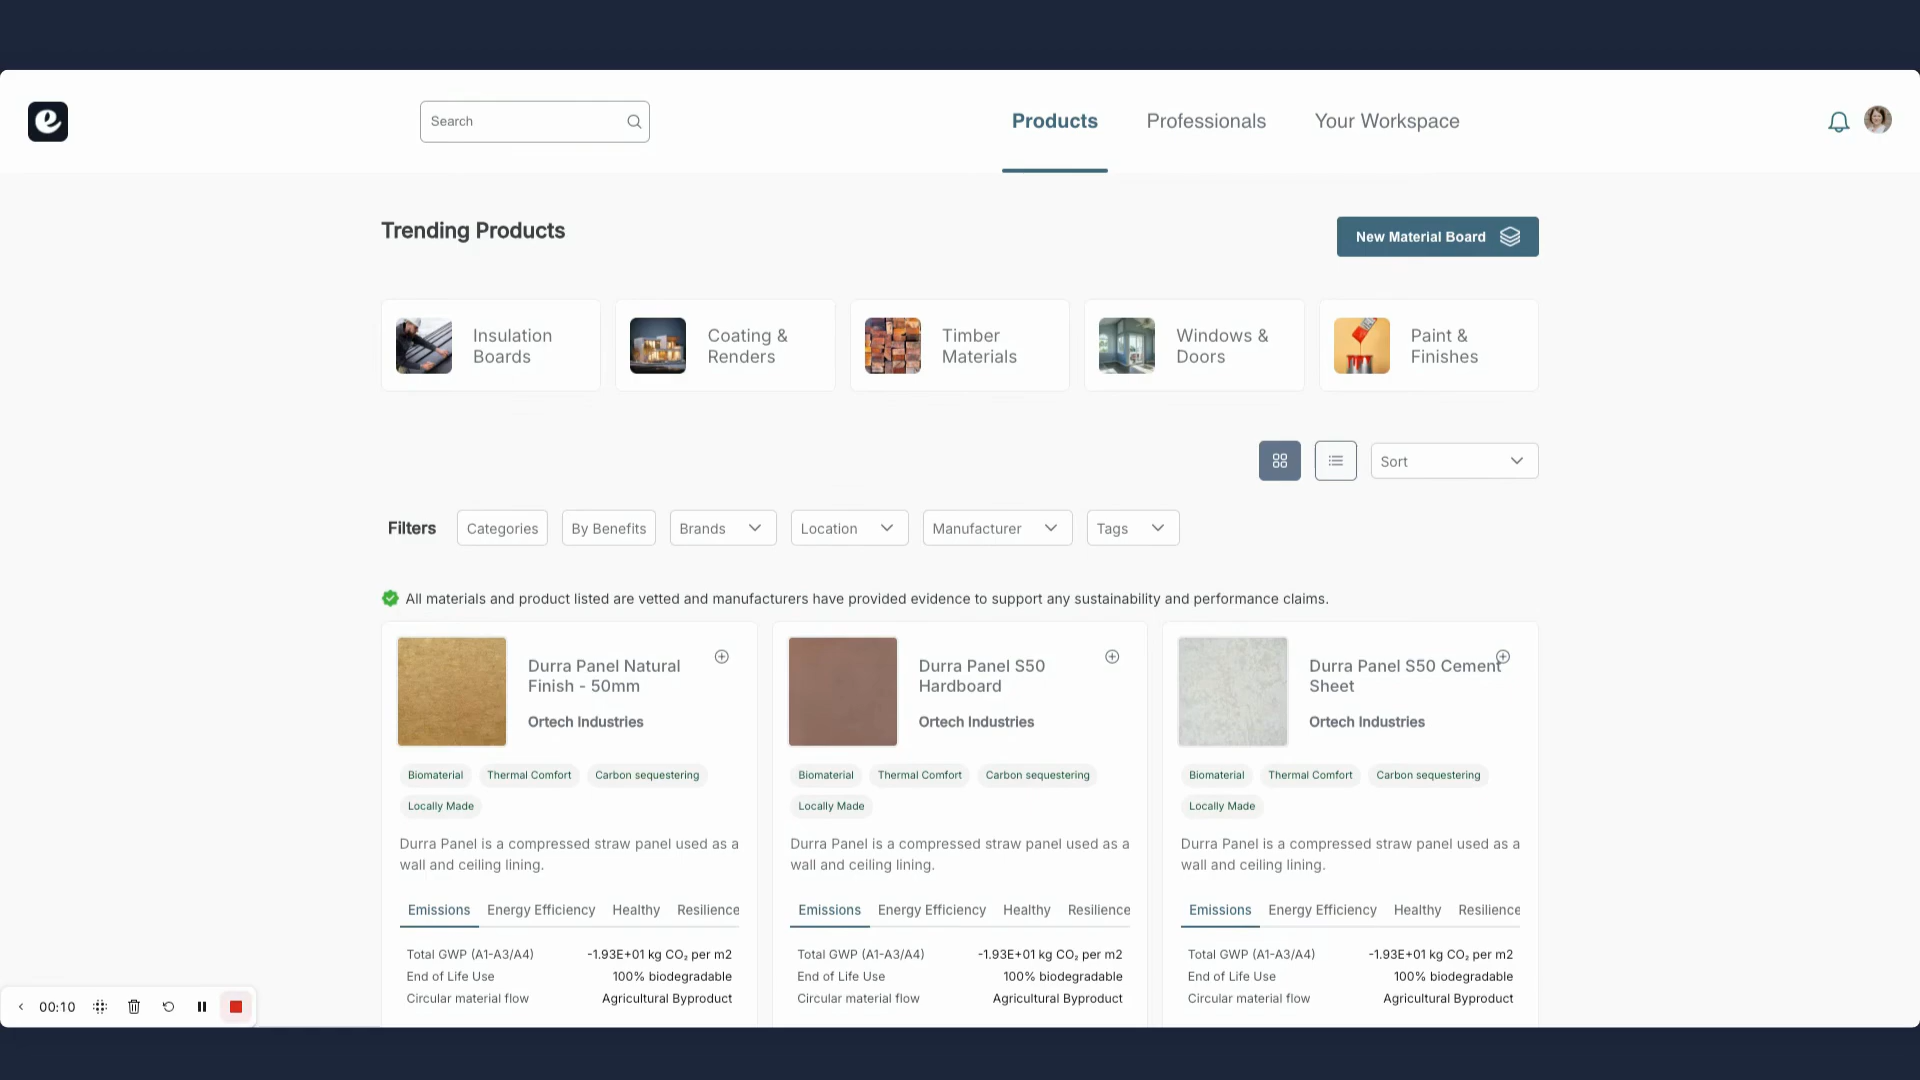 Search
Products
Professionals
Your Workspace
Trending Products
New Material Board
Insulation
Boards
Coating &
Renders
Timber
Materials
Windows &
Doors
Paint &
Finishes
Sort
Filters
Categories
By Benefits
Brands
Location
Manufacturer
Tags
All materials and product listed are vetted and manufacturers have provided evidence to support any sustainability and performance claims.
Durra Panel Natural
Finish - 50mm
Ortech Industries
Biomaterial
Thermal Comfort
Carbon sequestering
Locally Made
Durra Panel is a compressed straw panel used as a
wall and ceiling lining.
Emissions
Energy Efficiency
Healthy
Resilience
Total GWP (A1-A3/A4) -1.93E+01 kg CO₂ per m2
End of Life Use 100% biodegradable
Circular material flow Agricultural Byproduct
Durra Panel S50
Hardboard
Ortech Industries
Biomaterial
Thermal Comfort
Carbon sequestering
Locally Made
Durra Panel is a compressed straw panel used as a
wall and ceiling lining.
Emissions
Energy Efficiency
Healthy
Resilience
Total GWP (A1-A3/A4) -1.93E+01 kg CO₂ per m2
End of Life Use 100% biodegradable
Circular material flow Agricultural Byproduct
Durra Panel S50 Cement
Sheet
Ortech Industries
Biomaterial
Thermal Comfort
Carbon sequestering
Locally Made
Durra Panel is a compressed straw panel used as a
wall and ceiling lining.
Emissions
Energy Efficiency
Healthy
Resilience
Total GWP (A1-A3/A4) -1.93E+01 kg CO₂ per m2
End of Life Use 100% biodegradable
Circular material flow Agricultural Byproduct
00:10